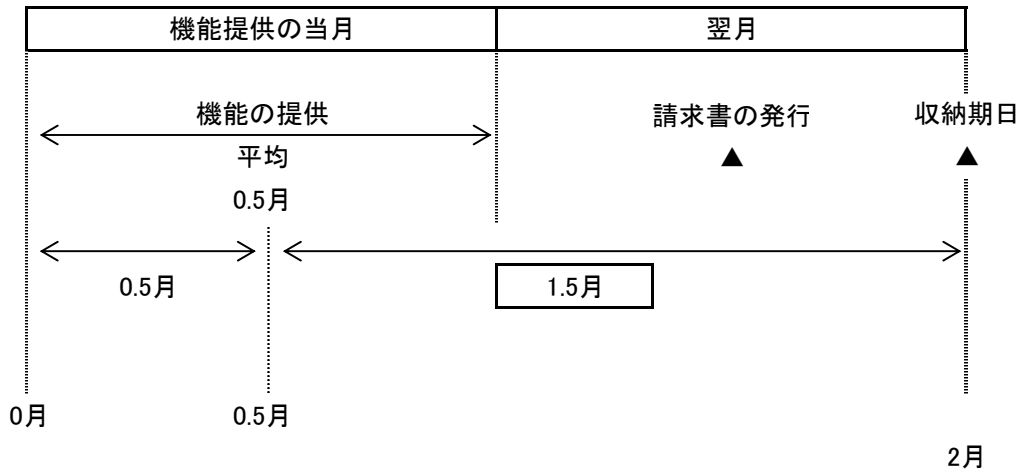 機能提供の当月 翌月
機能の提供 請求書の発行 収納期日
平均 ▲ ▲
0.5月
0.5月 1.5月
0月 0.5月
2月